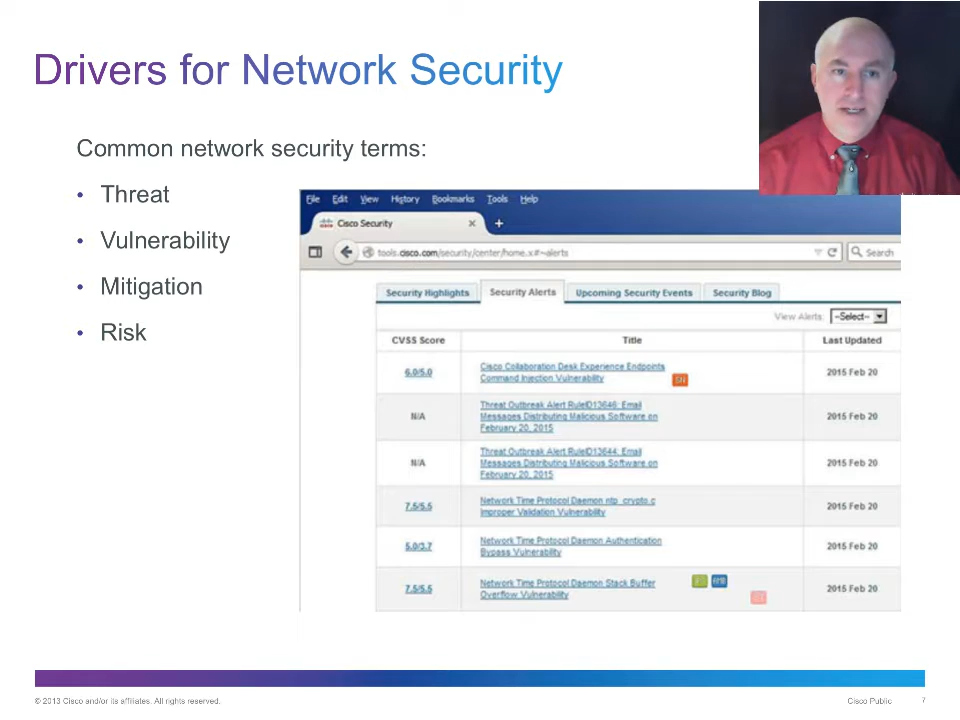 Drivers for Network Security
Common network security terms:
• Threat
• Vulnerability
• Mitigation
• Risk
File Edit View History Bookmarks Tools Help
Cisco Security × +
tools.cisco.com/security/center/home.x#~alerts
Search
Security Highlights Security Alerts Upcoming Security Events Security Blog
View Alerts: --Select--
CVSS Score Title Last Updated
6.0/5.0
Cisco Collaboration Desk Experience Endpoints
Command Injection Vulnerability
2015 Feb 20
N/A
Threat Outbreak Alert RuleID13646: Email
Messages Distributing Malicious Software on
February 20, 2015
2015 Feb 20
N/A
Threat Outbreak Alert RuleID13644: Email
Messages Distributing Malicious Software on
February 20, 2015
2015 Feb 20
7.5/5.5
Network Time Protocol Daemon ntp_crypto.c
Improper Validation Vulnerability
2015 Feb 20
5.0/3.7
Network Time Protocol Daemon Authentication
Bypass Vulnerability
2015 Feb 20
7.5/5.5
Network Time Protocol Daemon Stack Buffer
Overflow Vulnerability
2015 Feb 20
© 2013 Cisco and/or its affiliates. All rights reserved.
Cisco Public 7